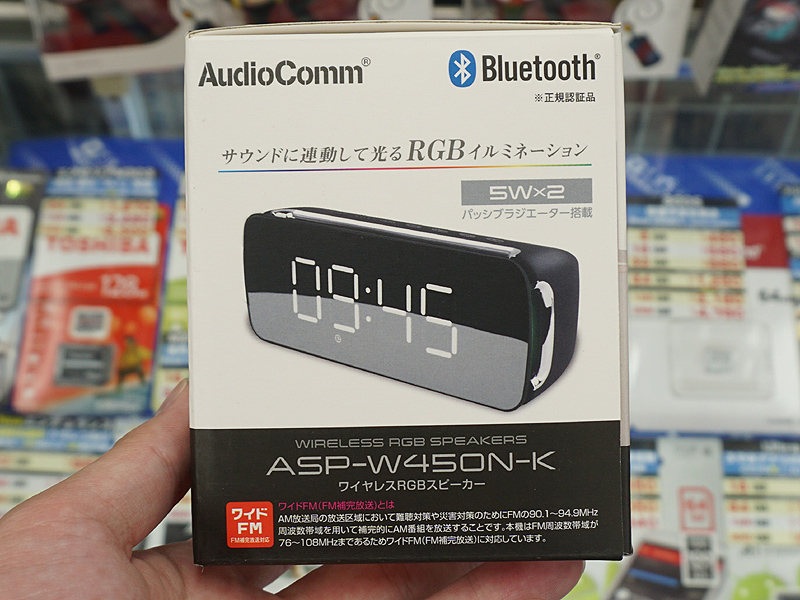 AudioComm®
Bluetooth®
※正規認証品
サウンドに連動して光るRGBイルミネーション
5W×2
パッシブラジエーター搭載
09:45
WIRELESS RGB SPEAKERS
ASP-W450N-K
ワイヤレスRGBスピーカー
ワイドFM
FM補完放送対応
ワイドFM(FM補完放送)とは
AM放送局の放送区域において難聴対策や災害対策のためにFMの90.1〜94.9MHz
周波数帯域を用いて補完的にAM番組を放送することです。本機はFM周波数帯域が
76〜108MHzまであるためワイドFM(FM補完放送)に対応しています。
TOSHIBA